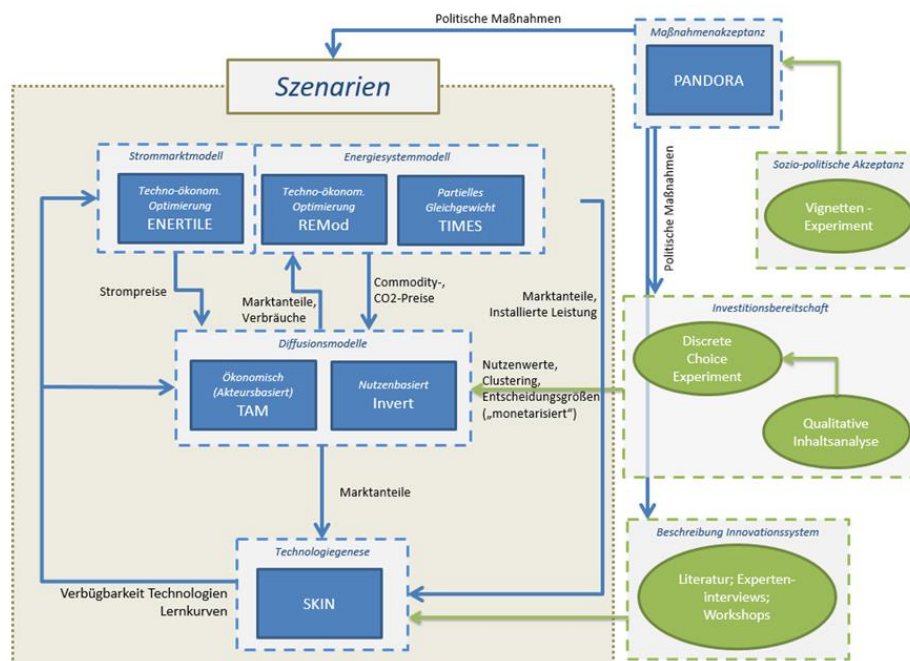 Politische Maßnahmen
Maßnahmenakzeptanz
PANDORA
Szenarien
Strommarktmodell
Energiesystemmodell
Techno-ökonom.
Optimierung
ENERTILE
Techno-ökonom.
Optimierung
REMod
Partielles
Gleichgewicht
TIMES
Sozio-politische Akzeptanz
Vignetten -
Experiment
Politische Maßnahmen
Strompreise
Marktanteile,
Verbräuche
Commodity-,
CO2-Preise
Marktanteile,
Installierte Leistung
Investitionsbereitschaft
Discrete
Choice
Experiment
Qualitative
Inhaltsanalyse
Diffusionsmodelle
Ökonomisch
(Akteursbasiert)
TAM
Nutzenbasiert
Invert
Nutzenwerte,
Clustering,
Entscheidungsgrößen
(„monetarisiert“)
Marktanteile
Technologiegenese
SKIN
Verbügbarkeit Technologien
Lernkurven
Beschreibung Innovationssystem
Literatur; Experten-
interviews;
Workshops